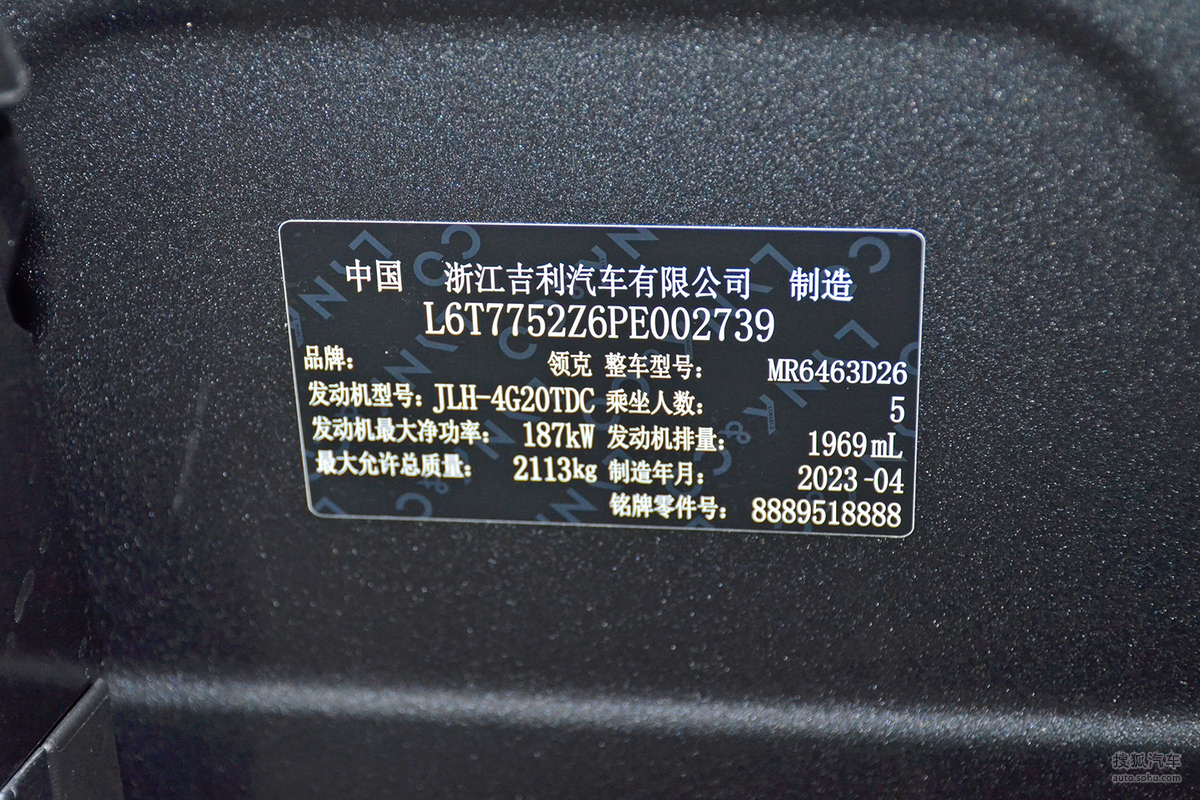 中国 浙江吉利汽车有限公司 制造
L6T7752Z6PE002739
品牌: 领克 整车型号: MR6463D26
发动机型号: JLH-4G20TDC 乘坐人数: 5
发动机最大净功率: 187kW 发动机排量: 1969mL
最大允许总质量: 2113kg 制造年月: 2023-04
铭牌零件号: 8889518888
搜狐汽车
auto.sohu.com